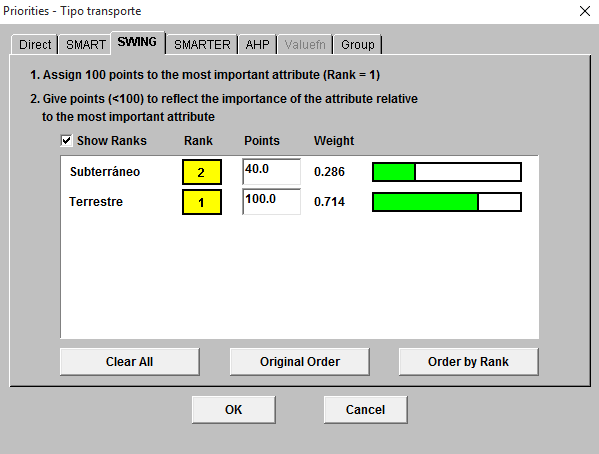 Priorities - Tipo transporte
Direct SMART SWING SMARTER AHP Valuefn Group
1. Assign 100 points to the most important attribute (Rank = 1)
2. Give points (<100) to reflect the importance of the attribute relative
to the most important attribute
Show Ranks Rank Points Weight
Subterráneo 2 40.0 0.286
Terrestre 1 100.0 0.714
Clear All Original Order Order by Rank
OK Cancel